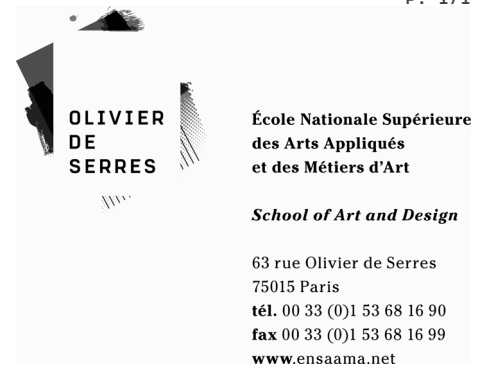 P. 1/1
OLIVIER
DE
SERRES
École Nationale Supérieure
des Arts Appliqués
et des Métiers d'Art
School of Art and Design
63 rue Olivier de Serres
75015 Paris
tél. 00 33 (0)1 53 68 16 90
fax 00 33 (0)1 53 68 16 99
www.ensaama.net